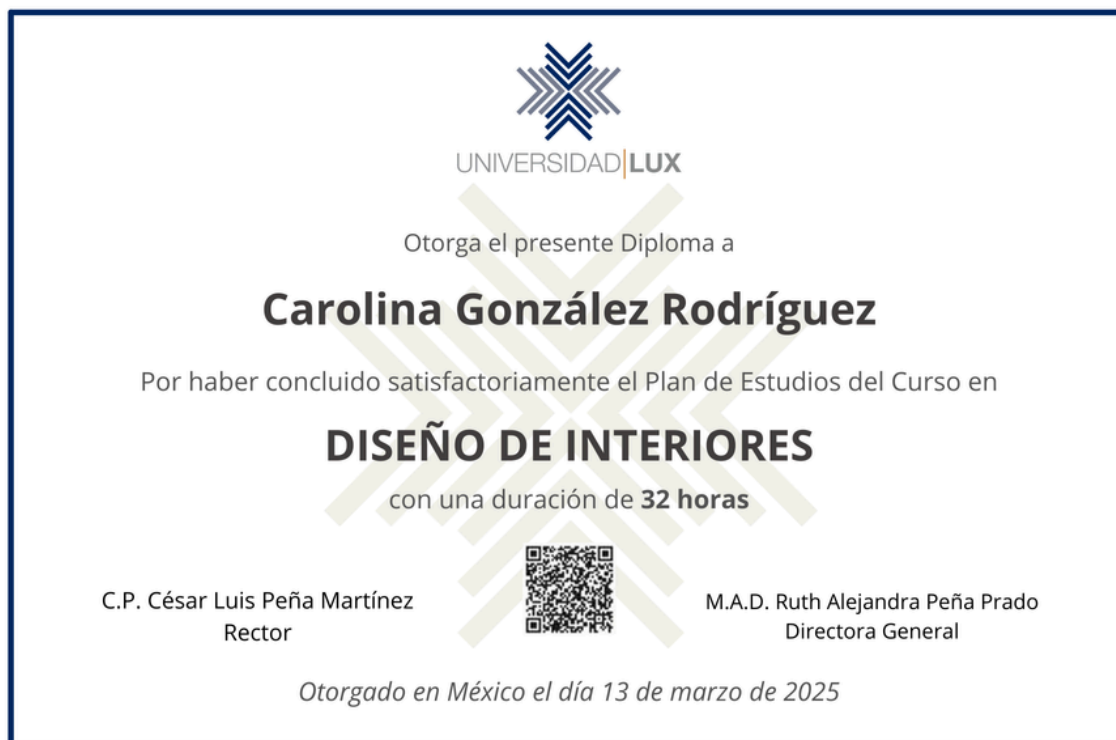 UNIVERSIDAD|LUX
Otorga el presente Diploma a
Carolina González Rodríguez
Por haber concluido satisfactoriamente el Plan de Estudios del Curso en
DISEÑO DE INTERIORES
con una duración de 32 horas
C.P. César Luis Peña Martínez
Rector
M.A.D. Ruth Alejandra Peña Prado
Directora General
Otorgado en México el día 13 de marzo de 2025